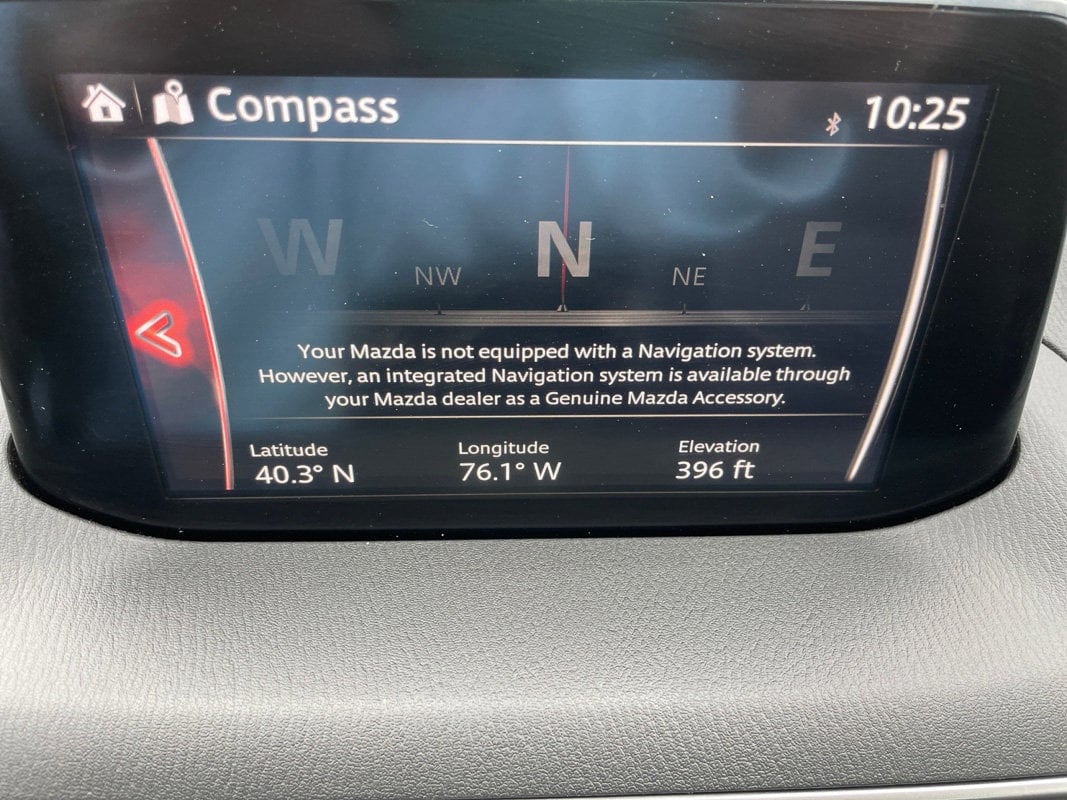 Compass
10:25
W NW N NE E
Your Mazda is not equipped with a Navigation system.
However, an integrated Navigation system is available through
your Mazda dealer as a Genuine Mazda Accessory.
Latitude Longitude Elevation
40.3° N 76.1° W 396 ft